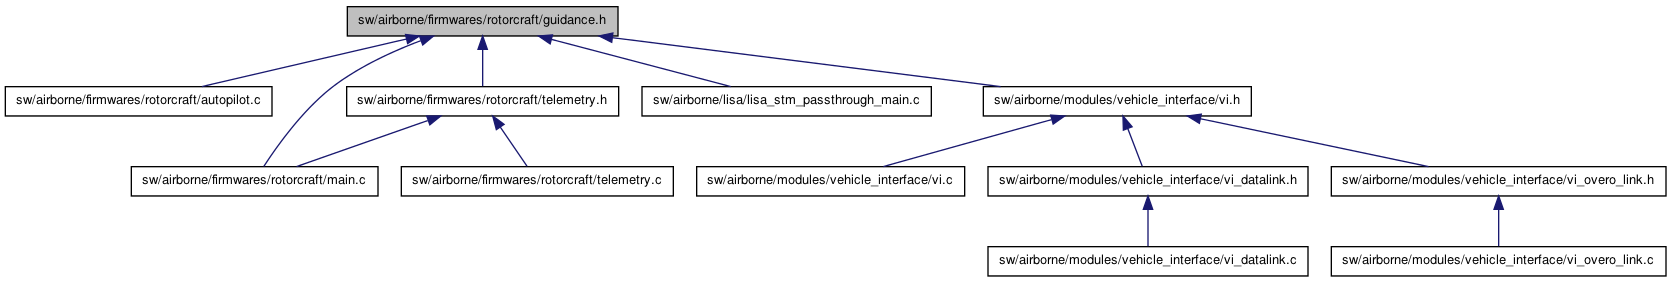 sw/airborne/firmwares/rotorcraft/guidance.h
sw/airborne/firmwares/rotorcraft/autopilot.c
sw/airborne/firmwares/rotorcraft/telemetry.h
sw/airborne/lisa/lisa_stm_passthrough_main.c
sw/airborne/modules/vehicle_interface/vi.h
sw/airborne/firmwares/rotorcraft/main.c
sw/airborne/firmwares/rotorcraft/telemetry.c
sw/airborne/modules/vehicle_interface/vi.c
sw/airborne/modules/vehicle_interface/vi_datalink.h
sw/airborne/modules/vehicle_interface/vi_overo_link.h
sw/airborne/modules/vehicle_interface/vi_datalink.c
sw/airborne/modules/vehicle_interface/vi_overo_link.c